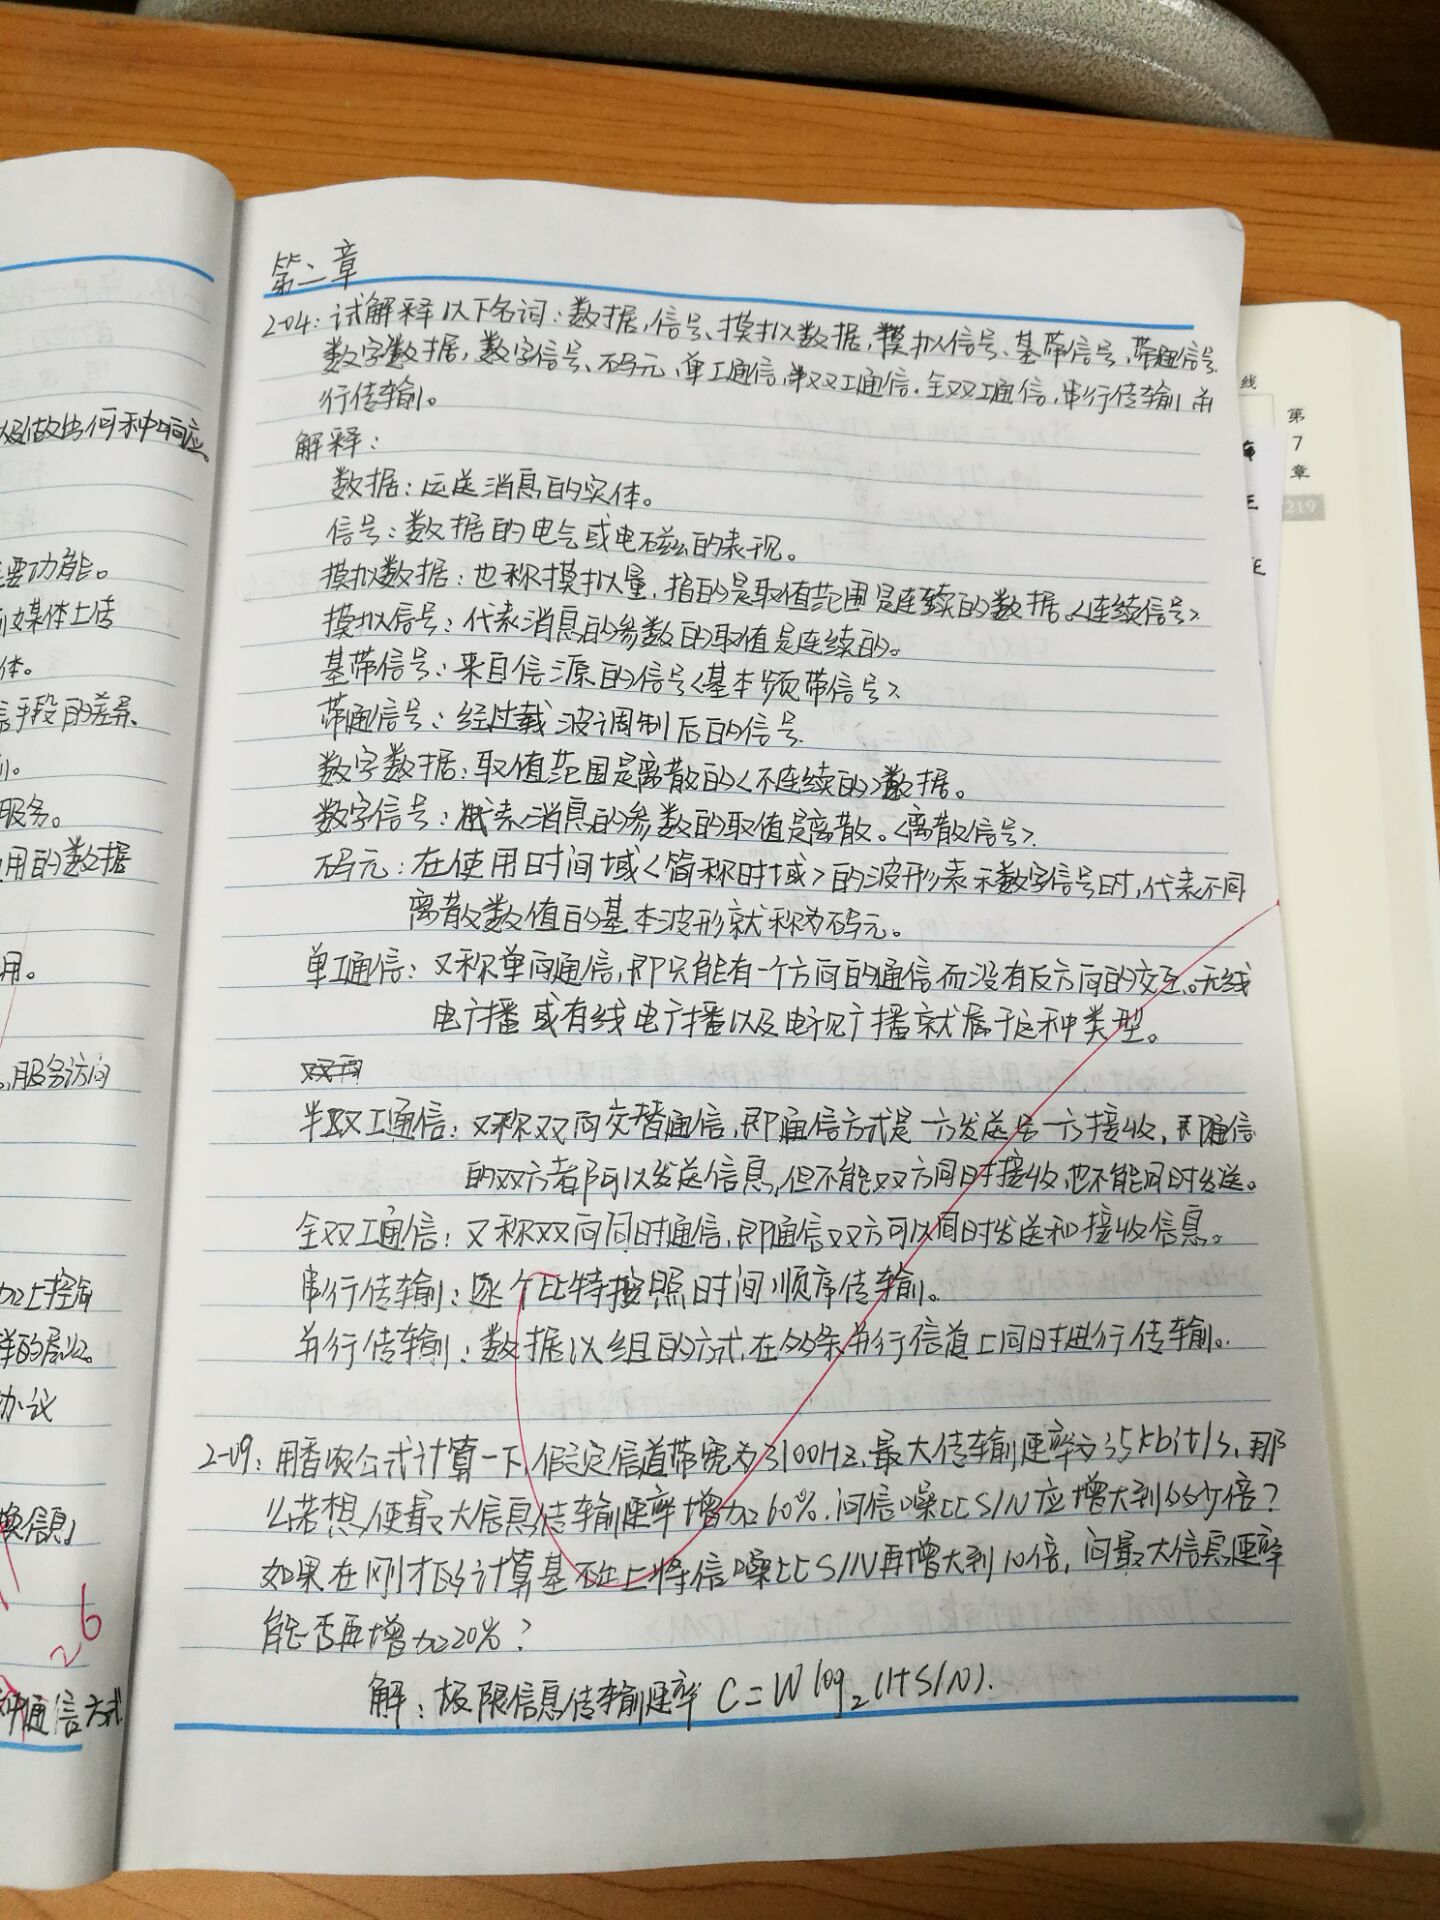 第二章
2-04：试解释以下名词：数据，信号、模拟数据，模拟信号、基带信号，带通信号.
数字数据，数字信号、码元，单工通信，半双工通信.全双工通信，串行传输 并
行传输。
解释：
数据：运送消息的实体。
信号：数据的电气或电磁的表现。
模拟数据：也称模拟量，指的是取值范围是连续的数据。<连续信号>
模拟信号：代表消息的参数的取值是连续的。
基带信号：来自信源的信号<基本频带信号>
带通信号：经过载波调制后的信号.
数字数据：取值范围是离散的<不连续的>数据。
数字信号：代表消息的参数的取值是离散。<离散信号>.
码元：在使用时间域<简称时域>的波形表示数字信号时，代表不同
离散数值的基本波形就称为码元。
单工通信：又称单向通信，即只能有一个方向的通信而没有反方向的交互。无线
电广播或有线电广播以及电视广播就属于这种类型。
双向
半双工通信：又称双向交替通信，即通信方式是一方发送另一方接收，即通信
的双方都可以发送信息，但不能双方同时接收，也不能同时发送。
全双工通信：又称双向同时通信，即通信双方可以同时发送和接收信息。
串行传输：逐个比特按照时间顺序传输。
并行传输：数据以组的方式，在多条并行信道上同时进行传输。
2-09：用香农公式计算一下，假定信道带宽为3100HZ，最大传输速率为35kbit/s，那
么若想使最大信息传输速率增加60%.问信噪比S/N应增大到多少倍？
如果在刚才的计算基础上将信噪比S/N再增大到10倍，问最大信息速率
能否再增加20%？
解：极限信息传输速率 C=Wlog₂(1+S/N).
以及做出何种响应。
要功能。
媒体上传
体。
手段的差异、
服务。
用的数据
用。
，服务访问
加上控制
样的层次。
协议
换信息」
26
种通信方式
线
第
7
章
219